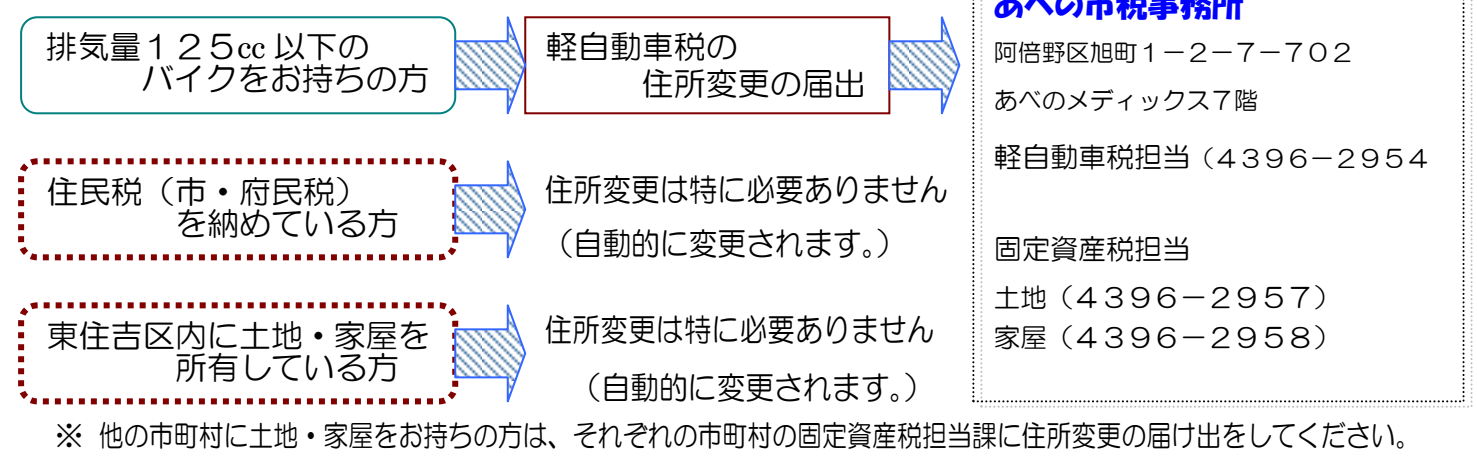 排気量１２５cc 以下の
バイクをお持ちの方
軽自動車税の
住所変更の届出
住民税（市・府民税）
を納めている方
住所変更は特に必要ありません
（自動的に変更されます。）
東住吉区内に土地・家屋を
所有している方
住所変更は特に必要ありません
（自動的に変更されます。）
あべの市税事務所
阿倍野区旭町１－２－７－７０２
あべのメディックス７階
軽自動車税担当（４３９６－２９５４
固定資産税担当
土地（４３９６－２９５７）
家屋（４３９６－２９５８）
※ 他の市町村に土地・家屋をお持ちの方は、それぞれの市町村の固定資産税担当課に住所変更の届け出をしてください。